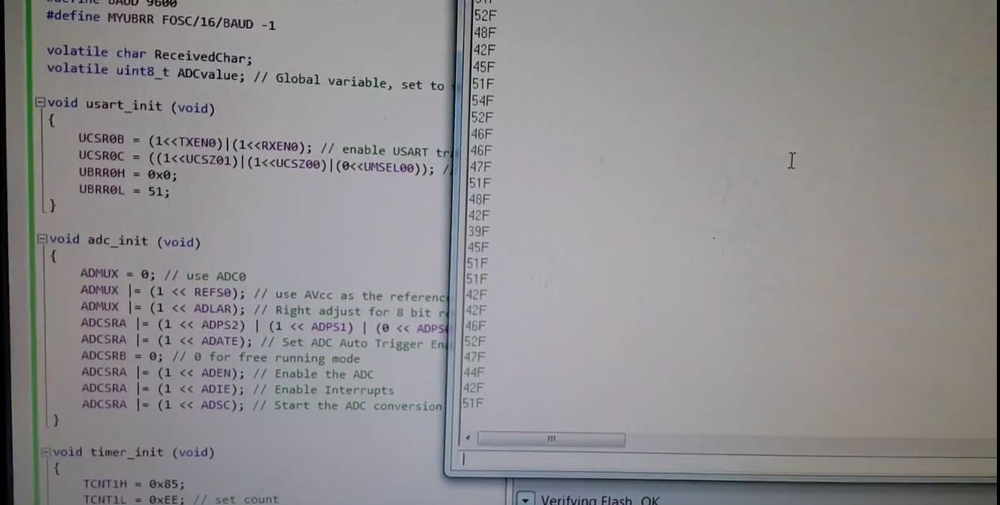 #define BAUD 9600
#define MYUBRR FOSC/16/BAUD -1
volatile char ReceivedChar;
volatile uint8_t ADCvalue; // Global variable, set to
void usart_init (void)
{
UCSR0B = (1<<TXEN0)|(1<<RXEN0); // enable USART tr
UCSR0C = ((1<<UCSZ01)|(1<<UCSZ00)|(0<<UMSEL00)); /
UBRR0H = 0x0;
UBRR0L = 51;
}
void adc_init (void)
{
ADMUX = 0; // use ADC0
ADMUX |= (1 << REFS0); // use AVcc as the referenc
ADMUX |= (1 << ADLAR); // Right adjust for 8 bit r
ADCSRA |= (1 << ADPS2) | (1 << ADPS1) | (0 << ADPS
ADCSRA |= (1 << ADATE); // Set ADC Auto Trigger En
ADCSRB = 0; // 0 for free running mode
ADCSRA |= (1 << ADEN); // Enable the ADC
ADCSRA |= (1 << ADIE); // Enable Interrupts
ADCSRA |= (1 << ADSC); // Start the ADC conversion
}
void timer_init (void)
{
TCNT1H = 0x85;
TCNT1L = 0xEE; // set count
52F
48F
42F
45F
51F
54F
52F
46F
46F
47F
51F
48F
42F
39F
45F
51F
51F
42F
42F
46F
52F
47F
44F
42F
51F
Verifying Flash, OK